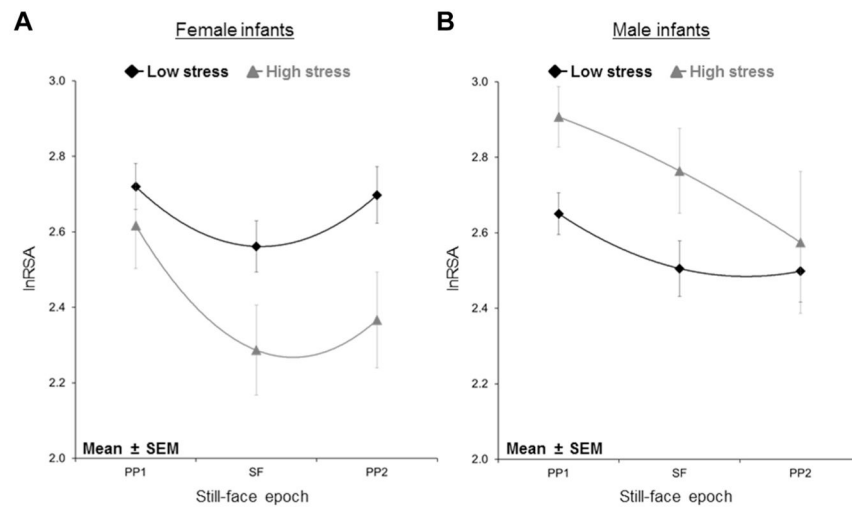 A
Female infants
Low stress High stress
3.0
2.8
2.6
2.4
2.2
2.0
lnRSA
Mean ± SEM
PP1 SF PP2
Still-face epoch
B
Male infants
Low stress High stress
3.0
2.8
2.6
2.4
2.2
2.0
lnRSA
Mean ± SEM
PP1 SF PP2
Still-face epoch